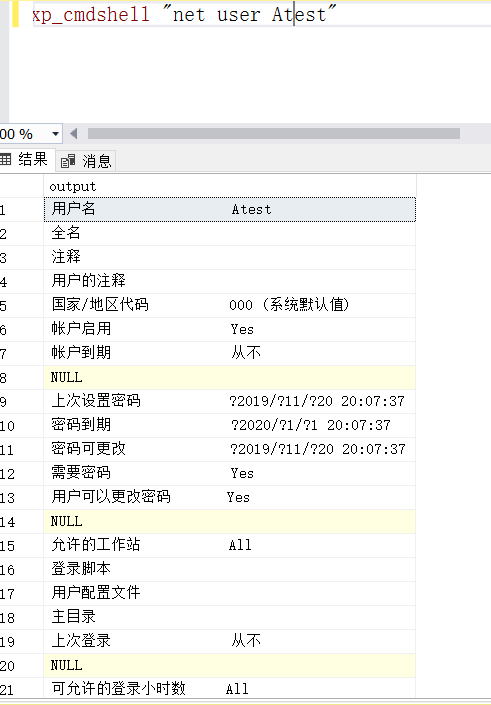 xp_cmdshell "net user Atest"
00 %
结果 消息
output
1 用户名 Atest
2 全名
3 注释
4 用户的注释
5 国家/地区代码 000 (系统默认值)
6 帐户启用 Yes
7 帐户到期 从不
8 NULL
9 上次设置密码 ?2019/?11/?20 20:07:37
10 密码到期 ?2020/?1/?1 20:07:37
11 密码可更改 ?2019/?11/?20 20:07:37
12 需要密码 Yes
13 用户可以更改密码 Yes
14 NULL
15 允许的工作站 All
16 登录脚本
17 用户配置文件
18 主目录
19 上次登录 从不
20 NULL
21 可允许的登录小时数 All